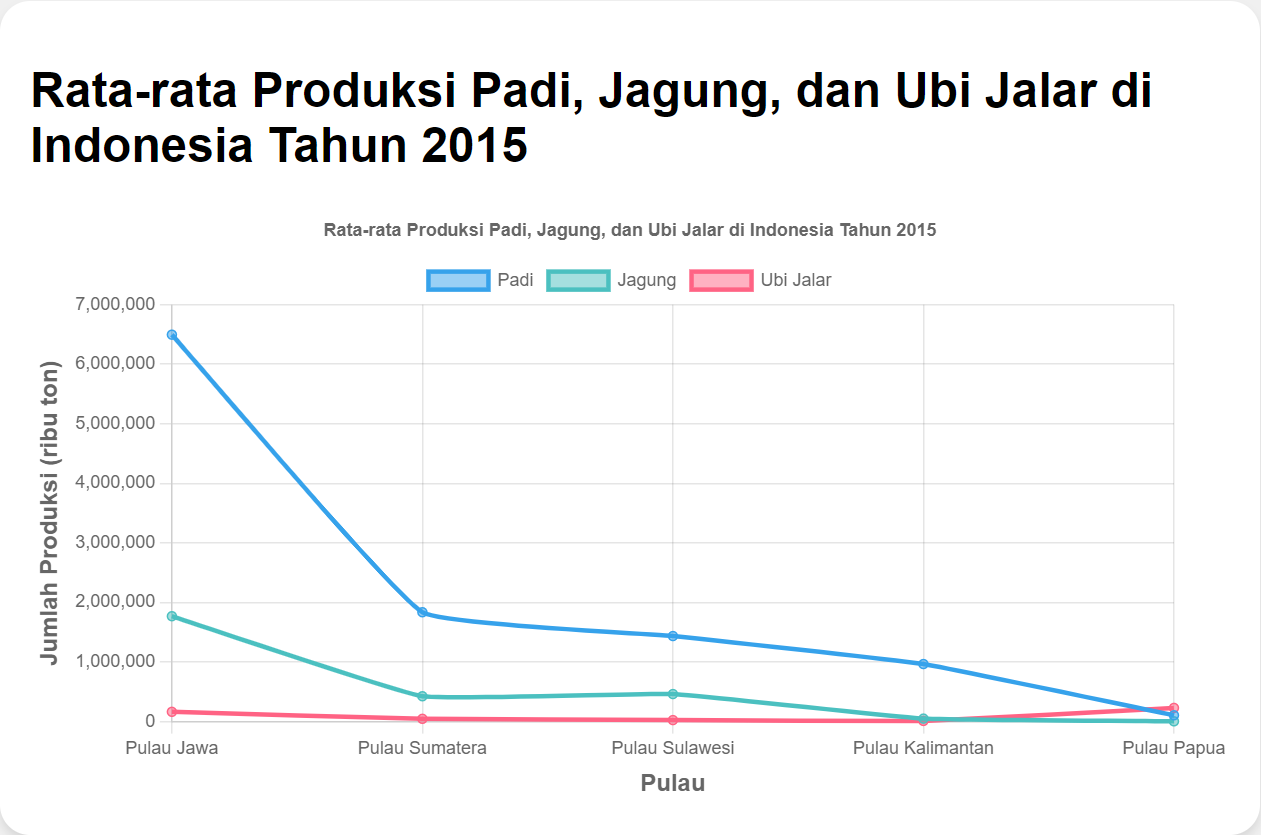 Rata-rata Produksi Padi, Jagung, dan Ubi Jalar di
Indonesia Tahun 2015
Rata-rata Produksi Padi, Jagung, dan Ubi Jalar di Indonesia Tahun 2015
Padi
Jagung
Ubi Jalar
Jumlah Produksi (ribu ton)
7,000,000
6,000,000
5,000,000
4,000,000
3,000,000
2,000,000
1,000,000
0
Pulau Jawa
Pulau Sumatera
Pulau Sulawesi
Pulau Kalimantan
Pulau Papua
Pulau